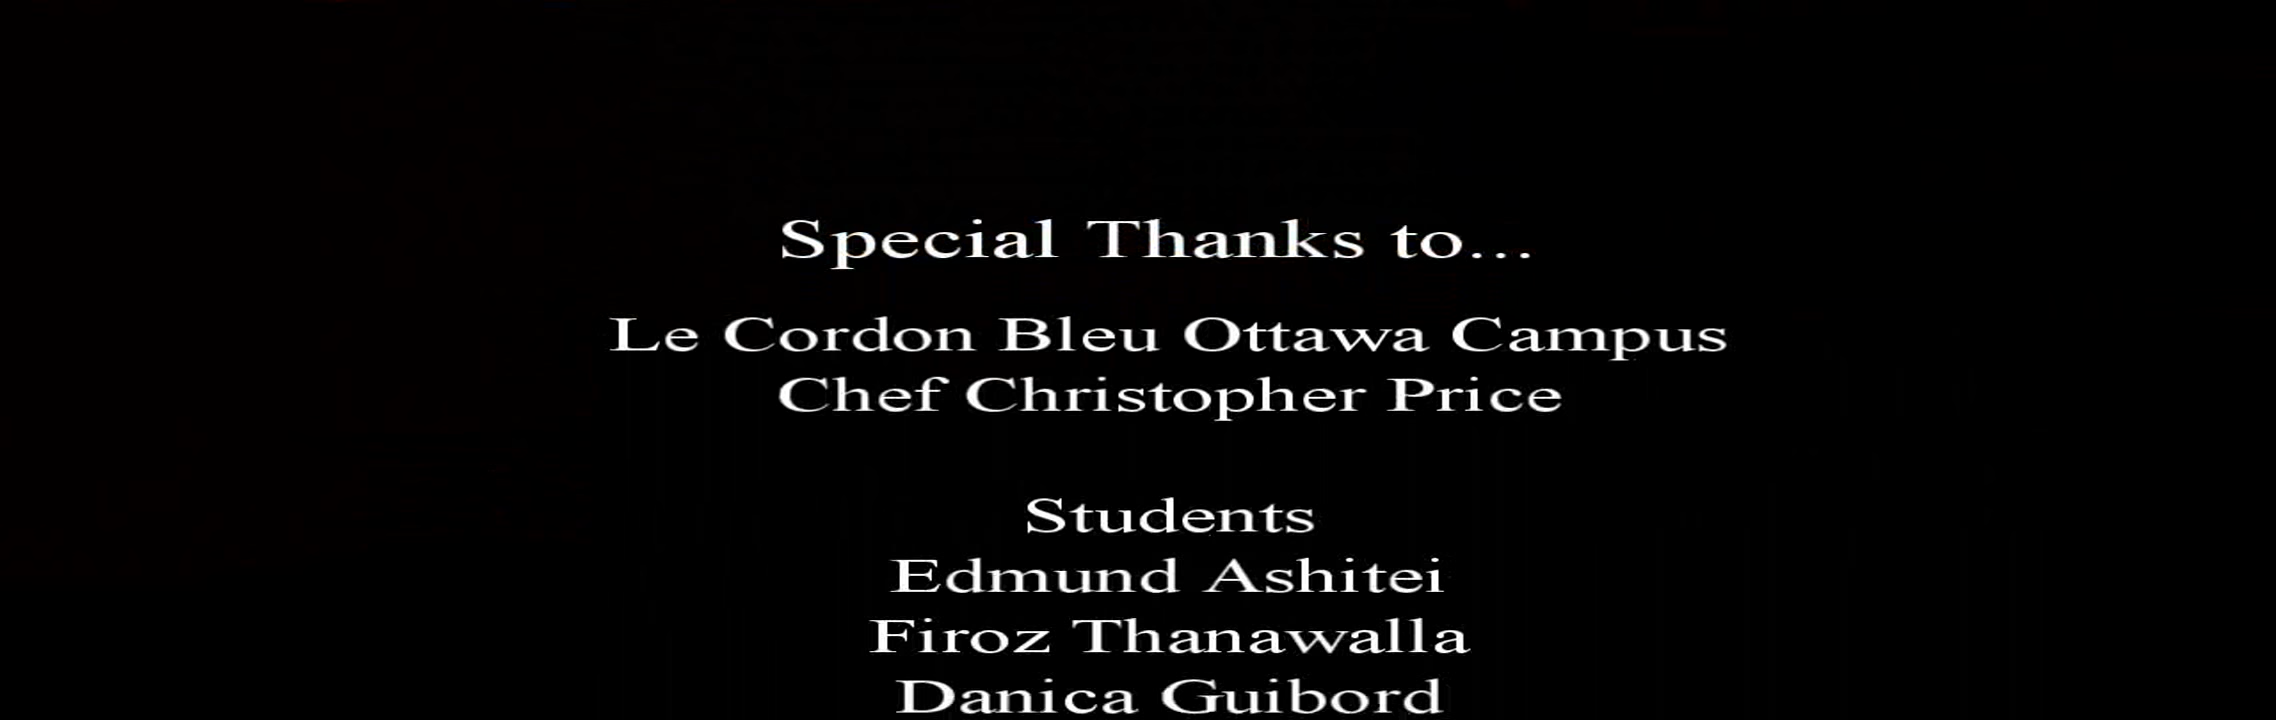 Special Thanks to...
Le Cordon Bleu Ottawa Campus
Chef Christopher Price
Students
Edmund Ashitei
Firoz Thanawalla
Danica Guibord